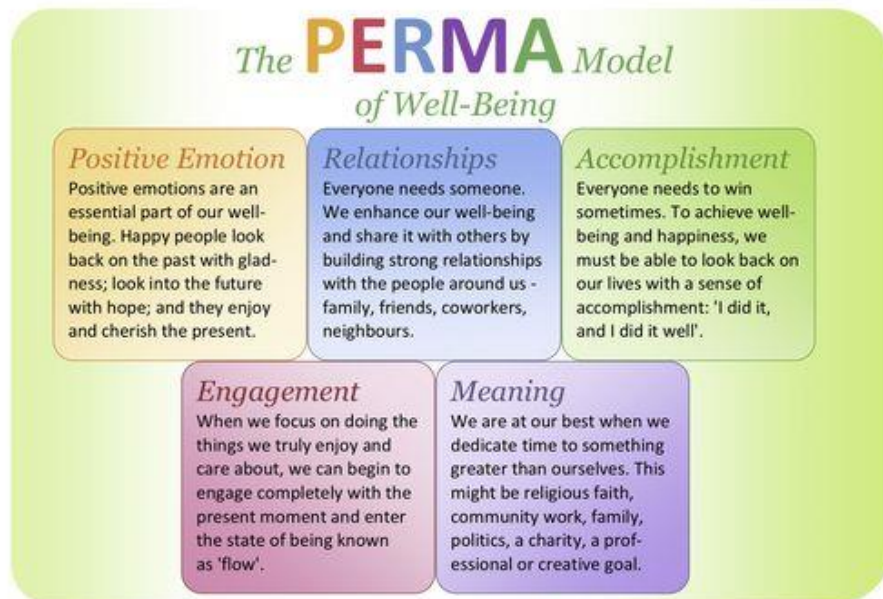 The PERMA Model
of Well-Being
Positive Emotion
Positive emotions are an
essential part of our well-
being. Happy people look
back on the past with glad-
ness; look into the future
with hope; and they enjoy
and cherish the present.
Relationships
Everyone needs someone.
We enhance our well-being
and share it with others by
building strong relationships
with the people around us -
family, friends, coworkers,
neighbours.
Accomplishment
Everyone needs to win
sometimes. To achieve well-
being and happiness, we
must be able to look back on
our lives with a sense of
accomplishment: 'I did it,
and I did it well'.
Engagement
When we focus on doing the
things we truly enjoy and
care about, we can begin to
engage completely with the
present moment and enter
the state of being known
as 'flow'.
Meaning
We are at our best when we
dedicate time to something
greater than ourselves. This
might be religious faith,
community work, family,
politics, a charity, a prof-
essional or creative goal.